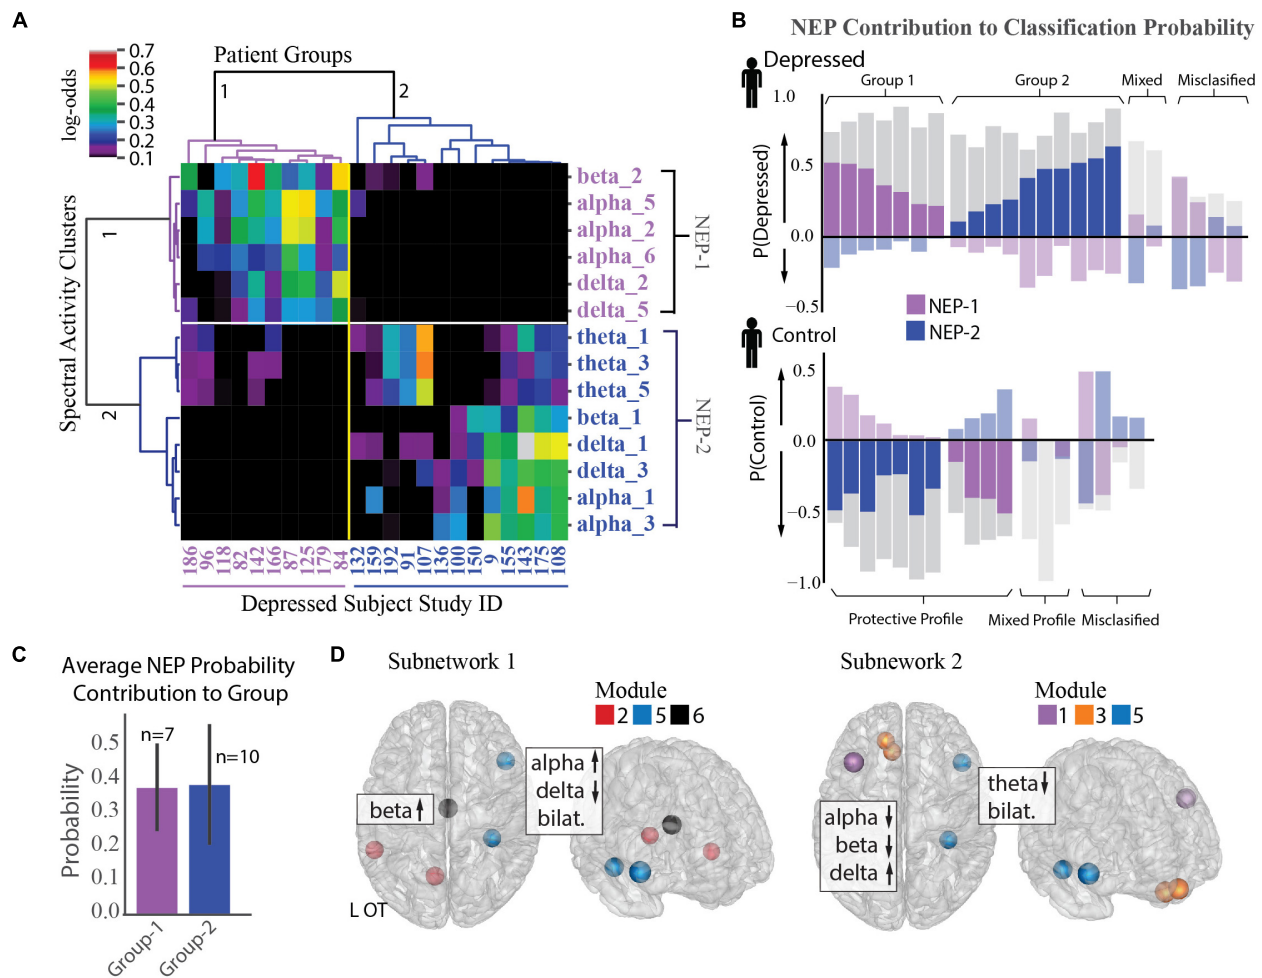 A
Patient Groups
log-odds
0.7
0.6
0.5
0.4
0.3
0.2
0.1
1
2
Spectral Activity Clusters
1
2
beta_2
alpha_5
alpha_2
alpha_6
delta_2
delta_5
theta_1
theta_3
theta_5
beta_1
delta_1
delta_3
alpha_1
alpha_3
NEP-1
NEP-2
186 96 118 82 142 166 87 125 179 84 132 159 192 91 107 136 100 150 9 155 143 175 108
Depressed Subject Study ID
B
NEP Contribution to Classification Probability
Depressed
Group 1 Group 2 Mixed Misclasified
1.0
0.5
0.0
−0.5
P(Depressed)
NEP-1
NEP-2
Control
0.5
0.0
−0.5
−1.0
P(Control)
Protective Profile Mixed Profile Misclasified
C
Average NEP Probability
Contribution to Group
Probability
0.5
0.4
0.3
0.2
0.1
0.0
n=7
n=10
Group-1
Group-2
D
Subnetwork 1
Module
2 5 6
beta
alpha
delta
bilat.
L OT
Subnework 2
Module
1 3 5
theta
bilat.
alpha
beta
delta